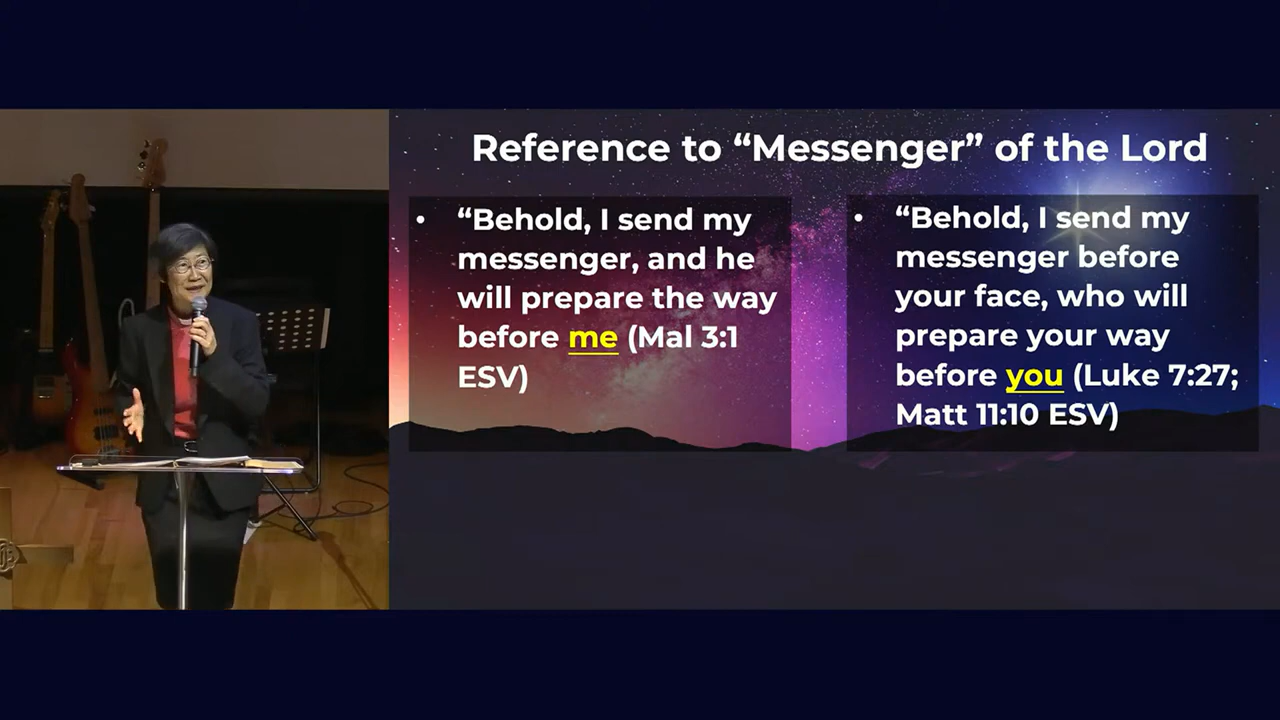 Reference to “Messenger” of the Lord
• “Behold, I send my
messenger, and he
will prepare the way
before me (Mal 3:1
ESV)
• “Behold, I send my
messenger before
your face, who will
prepare your way
before you (Luke 7:27;
Matt 11:10 ESV)